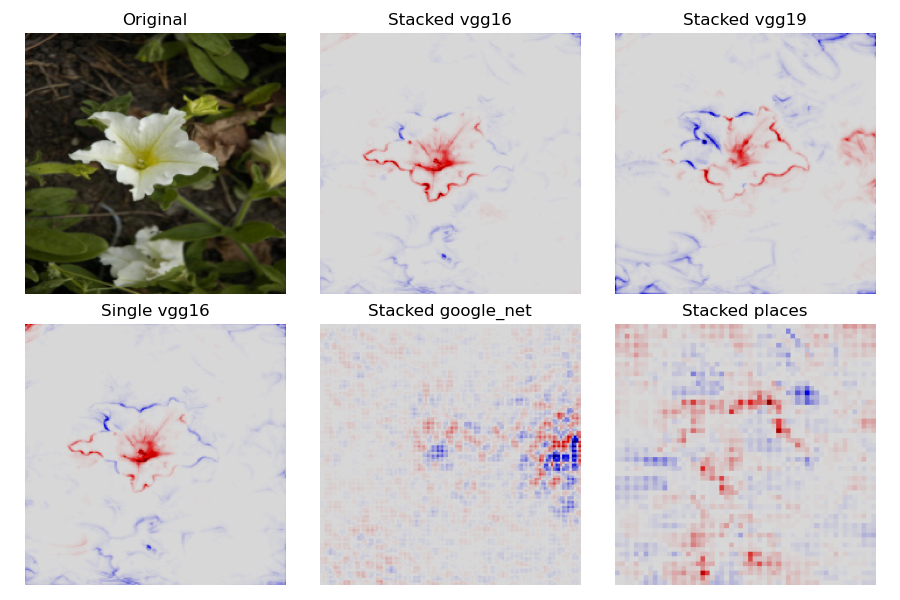 Original
Stacked vgg16
Stacked vgg19
Single vgg16
Stacked google_net
Stacked places